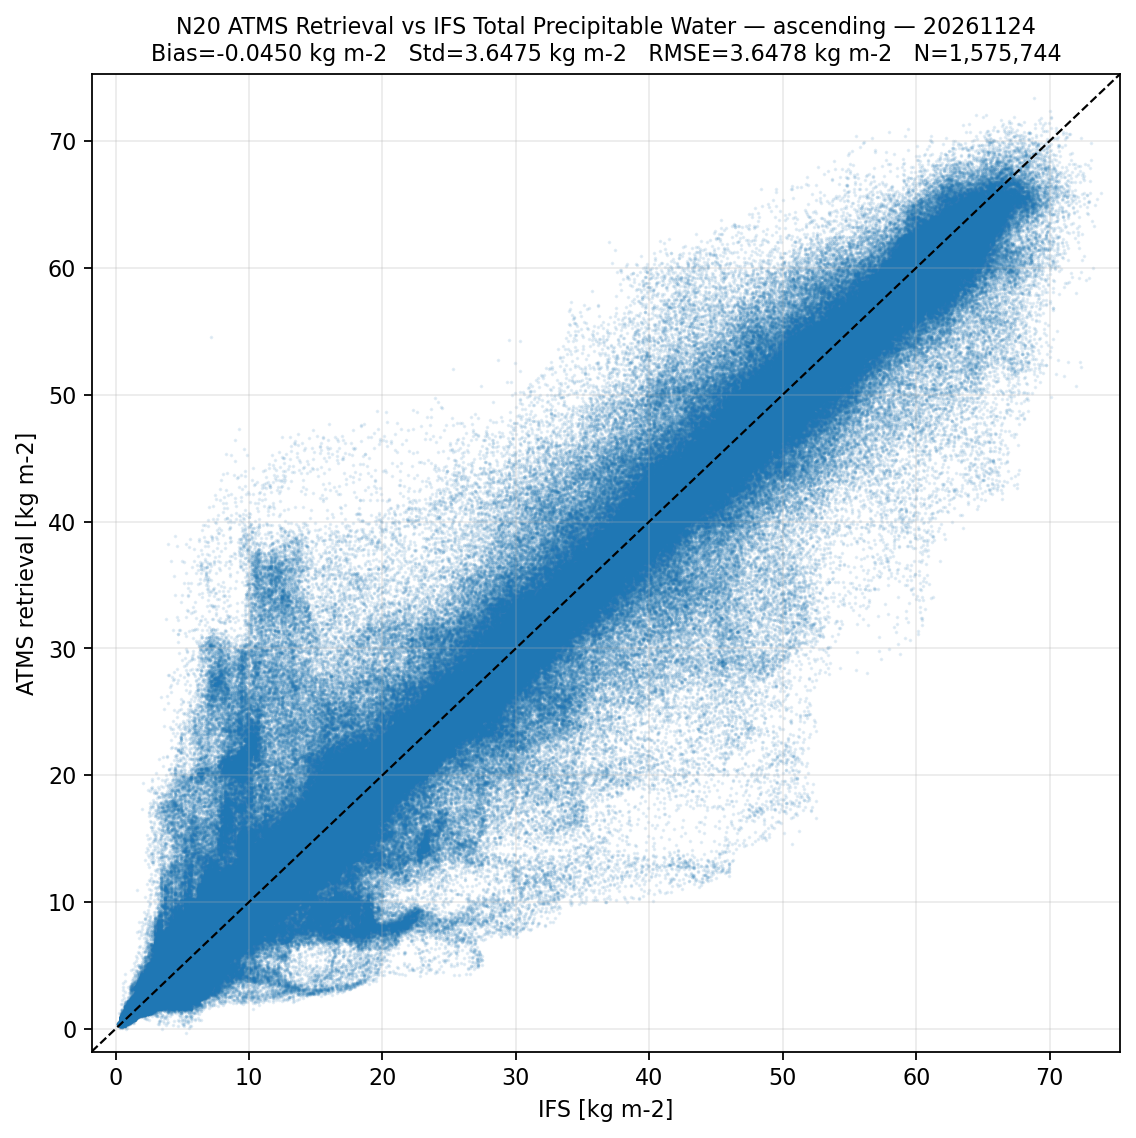 N20 ATMS Retrieval vs IFS Total Precipitable Water — ascending — 20261124
Bias=-0.0450 kg m-2   Std=3.6475 kg m-2   RMSE=3.6478 kg m-2   N=1,575,744
ATMS retrieval [kg m-2]
70
60
50
40
30
20
10
0
0 10 20 30 40 50 60 70
IFS [kg m-2]